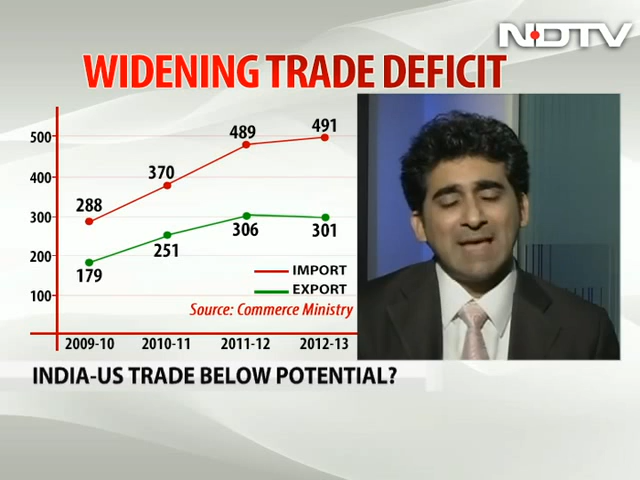 NDTV
WIDENING TRADE DEFICIT
500
400
300
200
100
288
370
489
491
179
251
306
301
IMPORT
EXPORT
Source: Commerce Ministry
2009-10 2010-11 2011-12 2012-13
INDIA-US TRADE BELOW POTENTIAL?